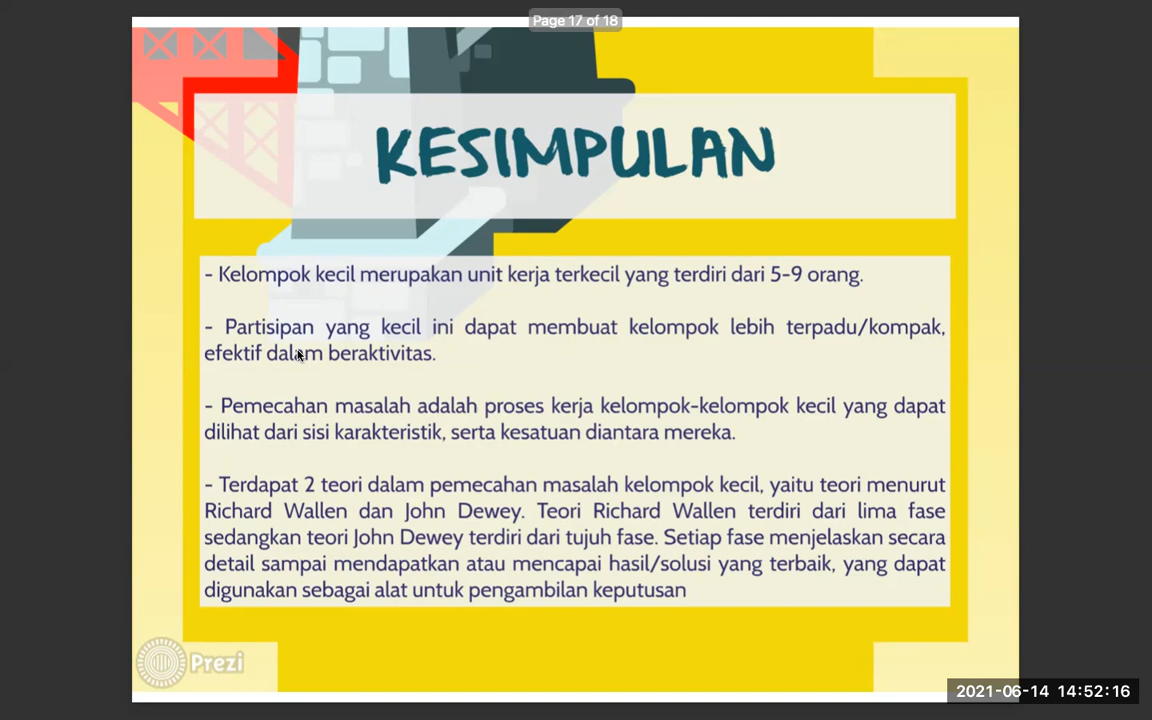 Page 17 of 18
KESIMPULAN
- Kelompok kecil merupakan unit kerja terkecil yang terdiri dari 5-9 orang.
- Partisipan yang kecil ini dapat membuat kelompok lebih terpadu/kompak,
efektif dalam beraktivitas.
- Pemecahan masalah adalah proses kerja kelompok-kelompok kecil yang dapat
dilihat dari sisi karakteristik, serta kesatuan diantara mereka.
- Terdapat 2 teori dalam pemecahan masalah kelompok kecil, yaitu teori menurut
Richard Wallen dan John Dewey. Teori Richard Wallen terdiri dari lima fase
sedangkan teori John Dewey terdiri dari tujuh fase. Setiap fase menjelaskan secara
detail sampai mendapatkan atau mencapai hasil/solusi yang terbaik, yang dapat
digunakan sebagai alat untuk pengambilan keputusan
Prezi
2021-06-14 14:52:16